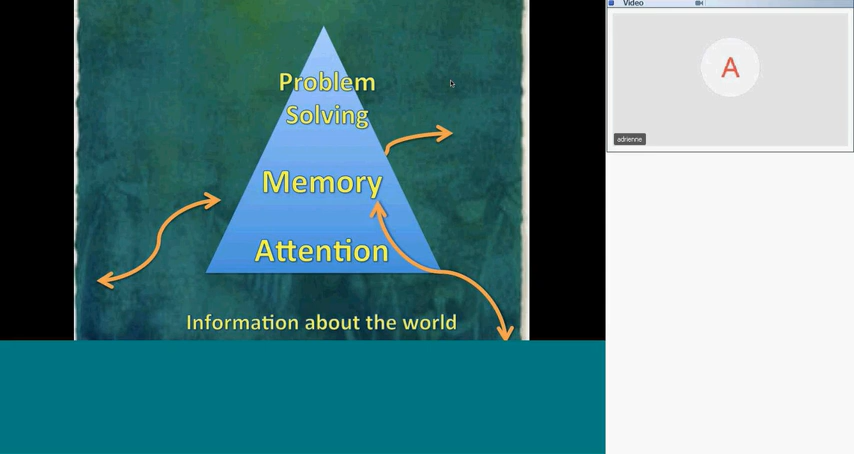 Problem
Solving
Memory
Attention
Information about the world
Video
A
adrienne